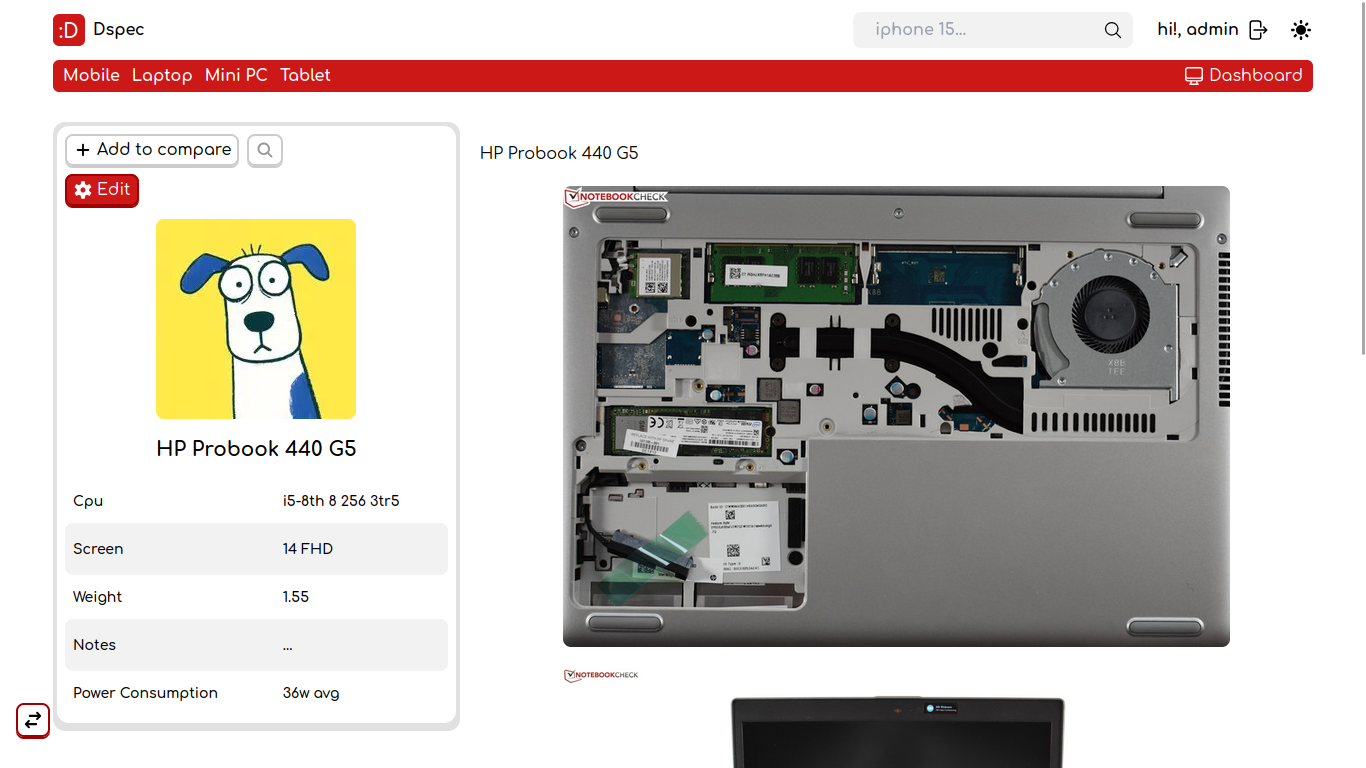 :D Dspec
iphone 15...
hi!, admin
Mobile Laptop Mini PC Tablet
Dashboard
Add to compare
Edit
HP Probook 440 G5
Cpu i5-8th 8 256 3tr5
Screen 14 FHD
Weight 1.55
Notes ...
Power Consumption 36w avg
HP Probook 440 G5
NOTEBOOKCHECK
X8B
TEE
NOTEBOOKCHECK